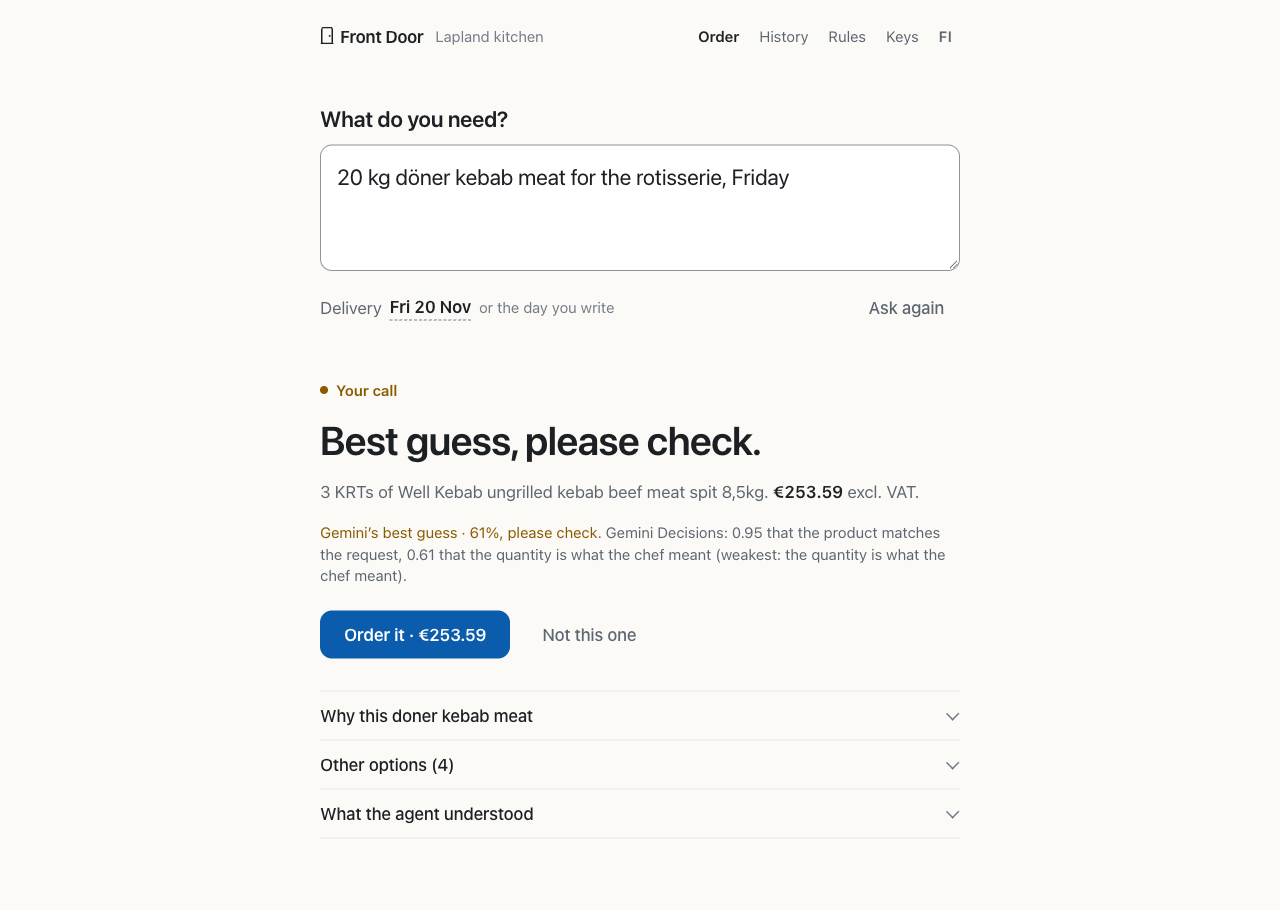 Front Door Lapland kitchen Order History Rules Keys FI
What do you need?
20 kg döner kebab meat for the rotisserie, Friday
Delivery Fri 20 Nov or the day you write Ask again
Your call
Best guess, please check.
3 KRTs of Well Kebab ungrilled kebab beef meat spit 8,5kg. €253.59 excl. VAT.
Gemini’s best guess · 61%, please check. Gemini Decisions: 0.95 that the product matches
the request, 0.61 that the quantity is what the chef meant (weakest: the quantity is what the
chef meant).
Order it · €253.59 Not this one
Why this doner kebab meat
Other options (4)
What the agent understood